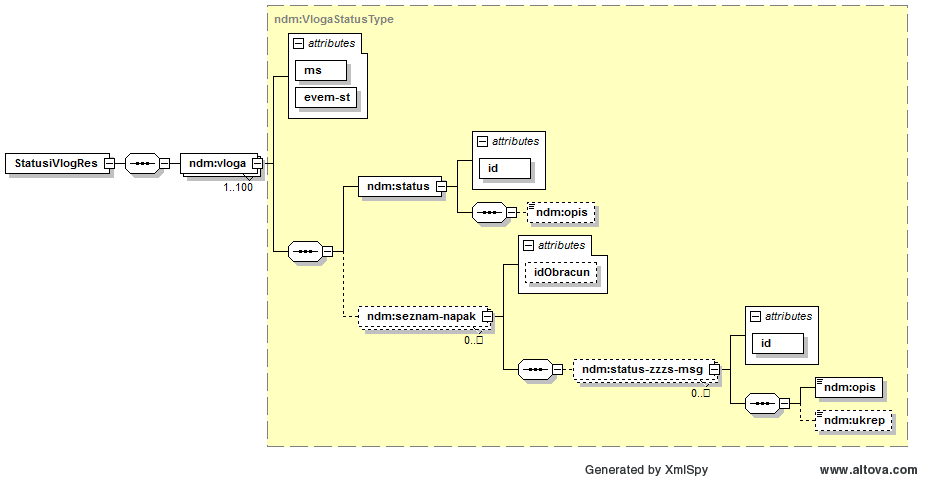 ndm:VlogaStatusType
attributes
ms
evem-st
StatusiVlogRes
ndm:vloga
1..100
attributes
id
ndm:status
ndm:opis
attributes
idObracun
ndm:seznam-napak
0..□
attributes
id
ndm:status-zzzs-msg
0..□
ndm:opis
ndm:ukrep
Generated by XmlSpy
www.altova.com